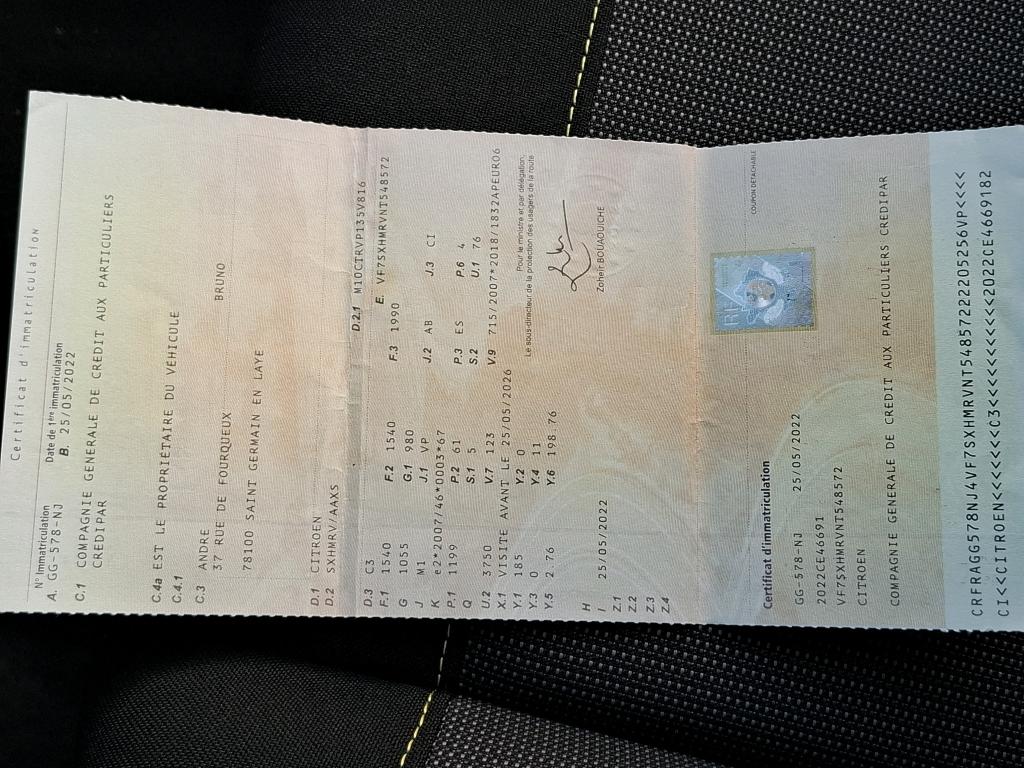 Certificat d'immatriculation
N° Immatriculation Date de 1ère immatriculation
A. GG-578-NJ B. 25/05/2022
C.1 COMPAGNIE GENERALE DE CREDIT AUX PARTICULIERS
CREDIPAR
C.4a EST LE PROPRIÉTAIRE DU VÉHICULE
C.4.1
C.3 ANDRE BRUNO
37 RUE DE FOURQUEUX
78100 SAINT GERMAIN EN LAYE
D.1 CITROEN
D.2 SXHMRV/AAXS
D.2.1 M10CTRVP135V816
D.3 C3 E. VF7SXHMRVNT548572
F.1 1540 F.2 1540 F.3 1990
G 1055 G.1 980
J M1 J.1 VP J.2 AB J.3 CI
K e2*2007/46*0003*67
P.1 1199 P.2 61 P.3 ES P.6 4
Q S.1 5 S.2 U.1 76
U.2 3750 V.7 123 V.9 715/2007*2018/1832APEURO6
X.1 VISITE AVANT LE 25/05/2026
Y.1 185 Y.2 0 Pour le ministre et par délégation,
Y.3 0 Y.4 11 Le sous-directeur de la protection des usagers de la route
Y.5 2.76 Y.6 198.76
H
I 25/05/2022 Zoheir BOUAOUICHE
Z.1
Z.2
Z.3
Z.4
COUPON DÉTACHABLE
Certificat d'immatriculation
RF
GG-578-NJ 25/05/2022
2022CE46691
VF7SXHMRVNT548572
CITROEN
COMPAGNIE GENERALE DE CREDIT AUX PARTICULIERS CREDIPAR
CRFRAGG578NJ4VF7SXHMRVNT54857222205256VP<<<<
CI<<CITROEN<<<<<<<C3<<<<<<<<<<<2022CE4669182